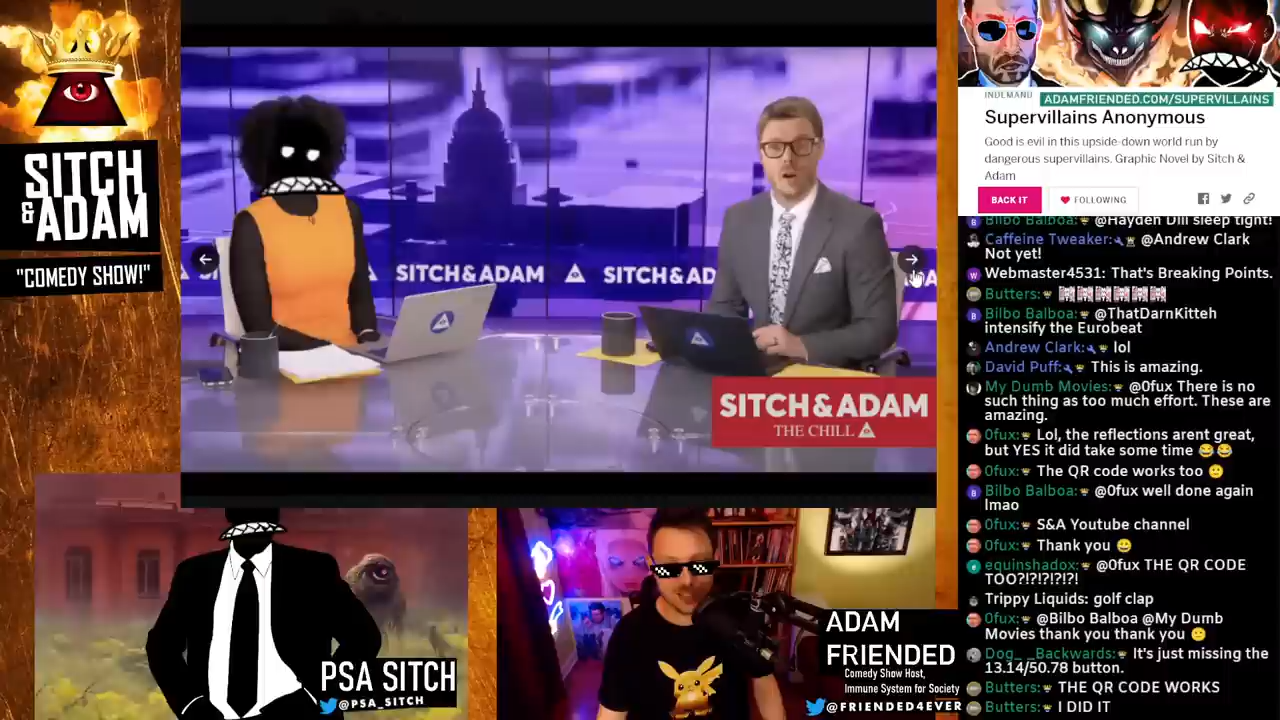 SITCH
& ADAM
"COMEDY SHOW!"
SITCH&ADAM
SITCH&AD
SITCH&ADAM
THE CHILL
PSA SITCH
@PSA_SITCH
ADAM
FRIENDED
Comedy Show Host,
Immune System for Society
@FRIENDED4EVER
INDEMAND
ADAMFRIENDED.COM/SUPERVILLAINS
Supervillains Anonymous
Good is evil in this upside-down world run by
dangerous supervillains. Graphic Novel by Sitch &
Adam
BACK IT
FOLLOWING
Bilbo Balboa: @Hayden Dill sleep tight!
Caffeine Tweaker: @Andrew Clark
Not yet!
Webmaster4531: That's Breaking Points.
Butters:
Bilbo Balboa: @ThatDarnKitteh
intensify the Eurobeat
Andrew Clark: lol
David Puff: This is amazing.
My Dumb Movies: @0fux There is no
such thing as too much effort. These are
amazing.
0fux: Lol, the reflections arent great,
but YES it did take some time 😂😂
0fux: The QR code works too 🙂
Bilbo Balboa: @0fux well done again
lmao
0fux: S&A Youtube channel
0fux: Thank you 😀
equinshadox: @0fux THE QR CODE
TOO?!?!?!?!?!
Trippy Liquids: golf clap
0fux: @Bilbo Balboa @My Dumb
Movies thank you thank you 🙂
Dog_ _Backwards: It's just missing the
13.14/50.78 button.
Butters: THE QR CODE WORKS
Butters: I DID IT